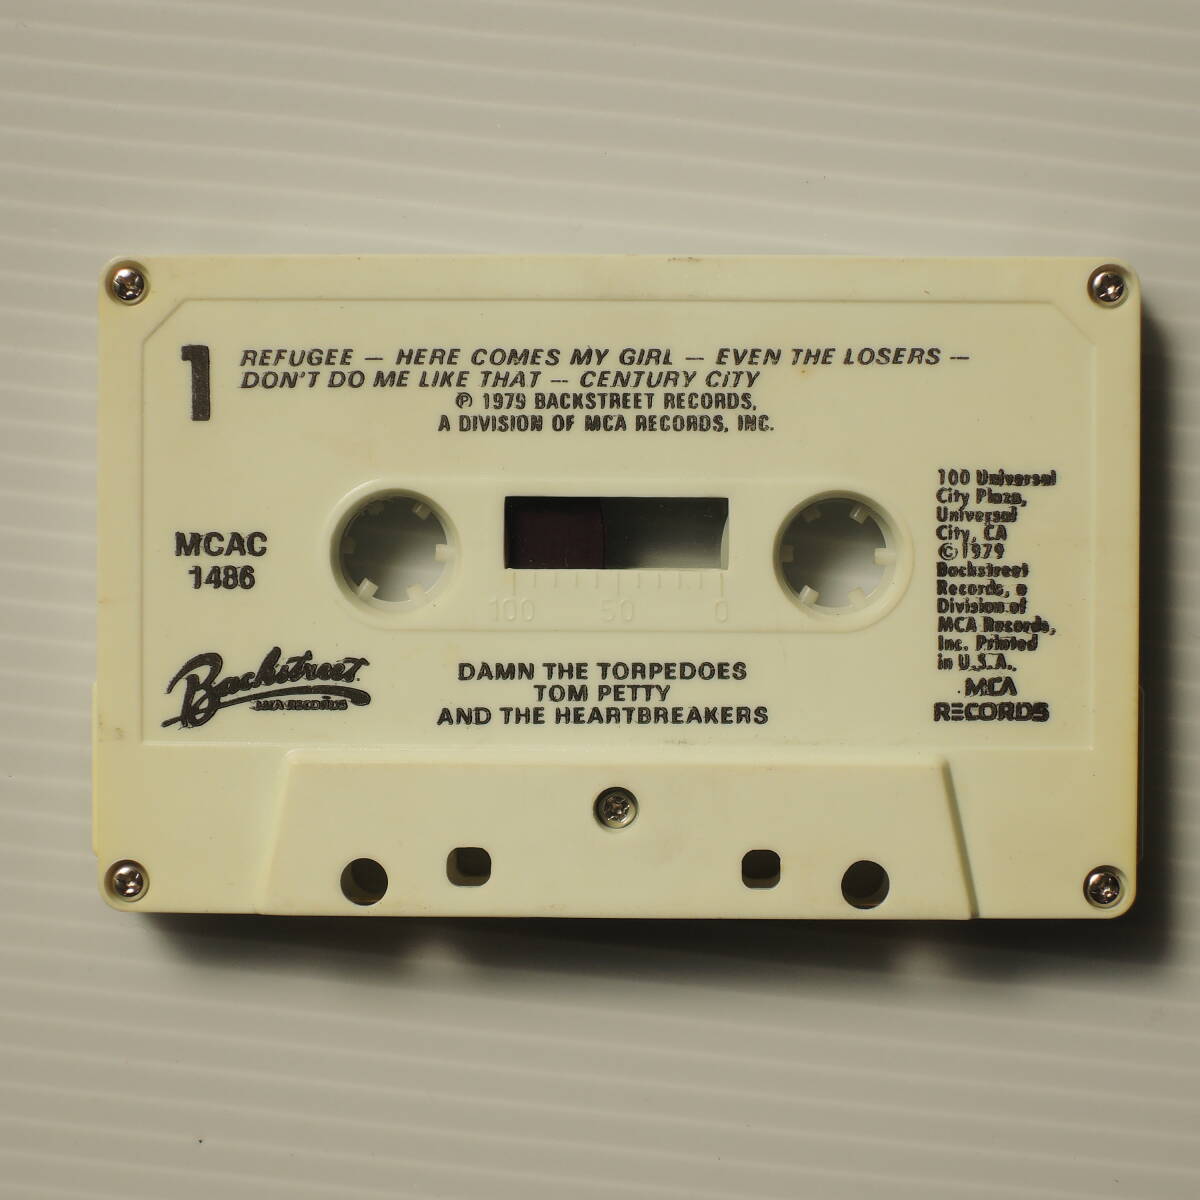 1
REFUGEE — HERE COMES MY GIRL — EVEN THE LOSERS —
DON'T DO ME LIKE THAT — CENTURY CITY
℗ 1979 BACKSTREET RECORDS,
A DIVISION OF MCA RECORDS, INC.
MCAC
1486
100 50 0
100 Universal
City Plaza,
Universal
City, CA
© 1979
Backstreet
Records, a
Division of
MCA Records,
Inc. Printed
in U.S.A.
MCA
RECORDS
Backstreet
MCA RECORDS
DAMN THE TORPEDOES
TOM PETTY
AND THE HEARTBREAKERS